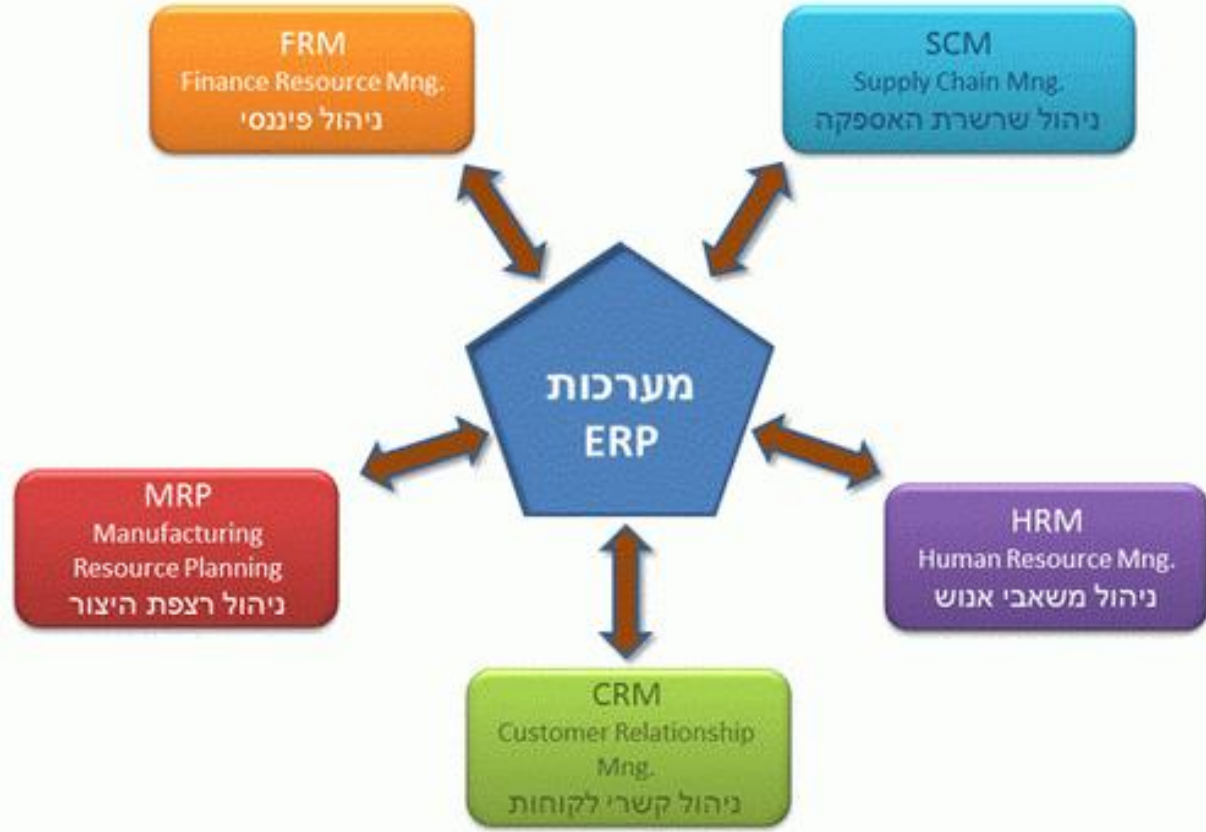 FRM
Finance Resource Mng.
ניהול פיננסי
SCM
Supply Chain Mng.
ניהול שרשרת האספקה
מערכות
ERP
MRP
Manufacturing
Resource Planning
ניהול רצפת היצור
HRM
Human Resource Mng.
ניהול משאבי אנוש
CRM
Customer Relationship
Mng.
ניהול קשרי לקוחות